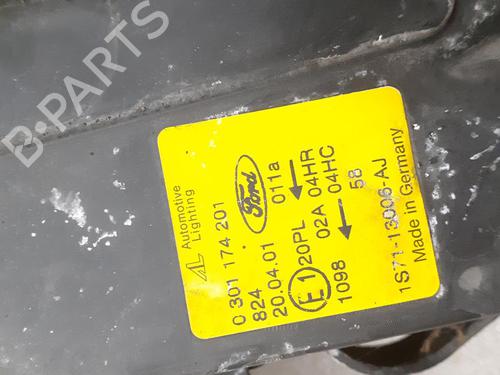 B-PARTS
AL Automotive
Lighting
0 301 174 201
824 Ford
20.04.01 011a
E1 20PL 04HR
02A 04HC
1098 58
1S71-13006-AJ
Made in Germany